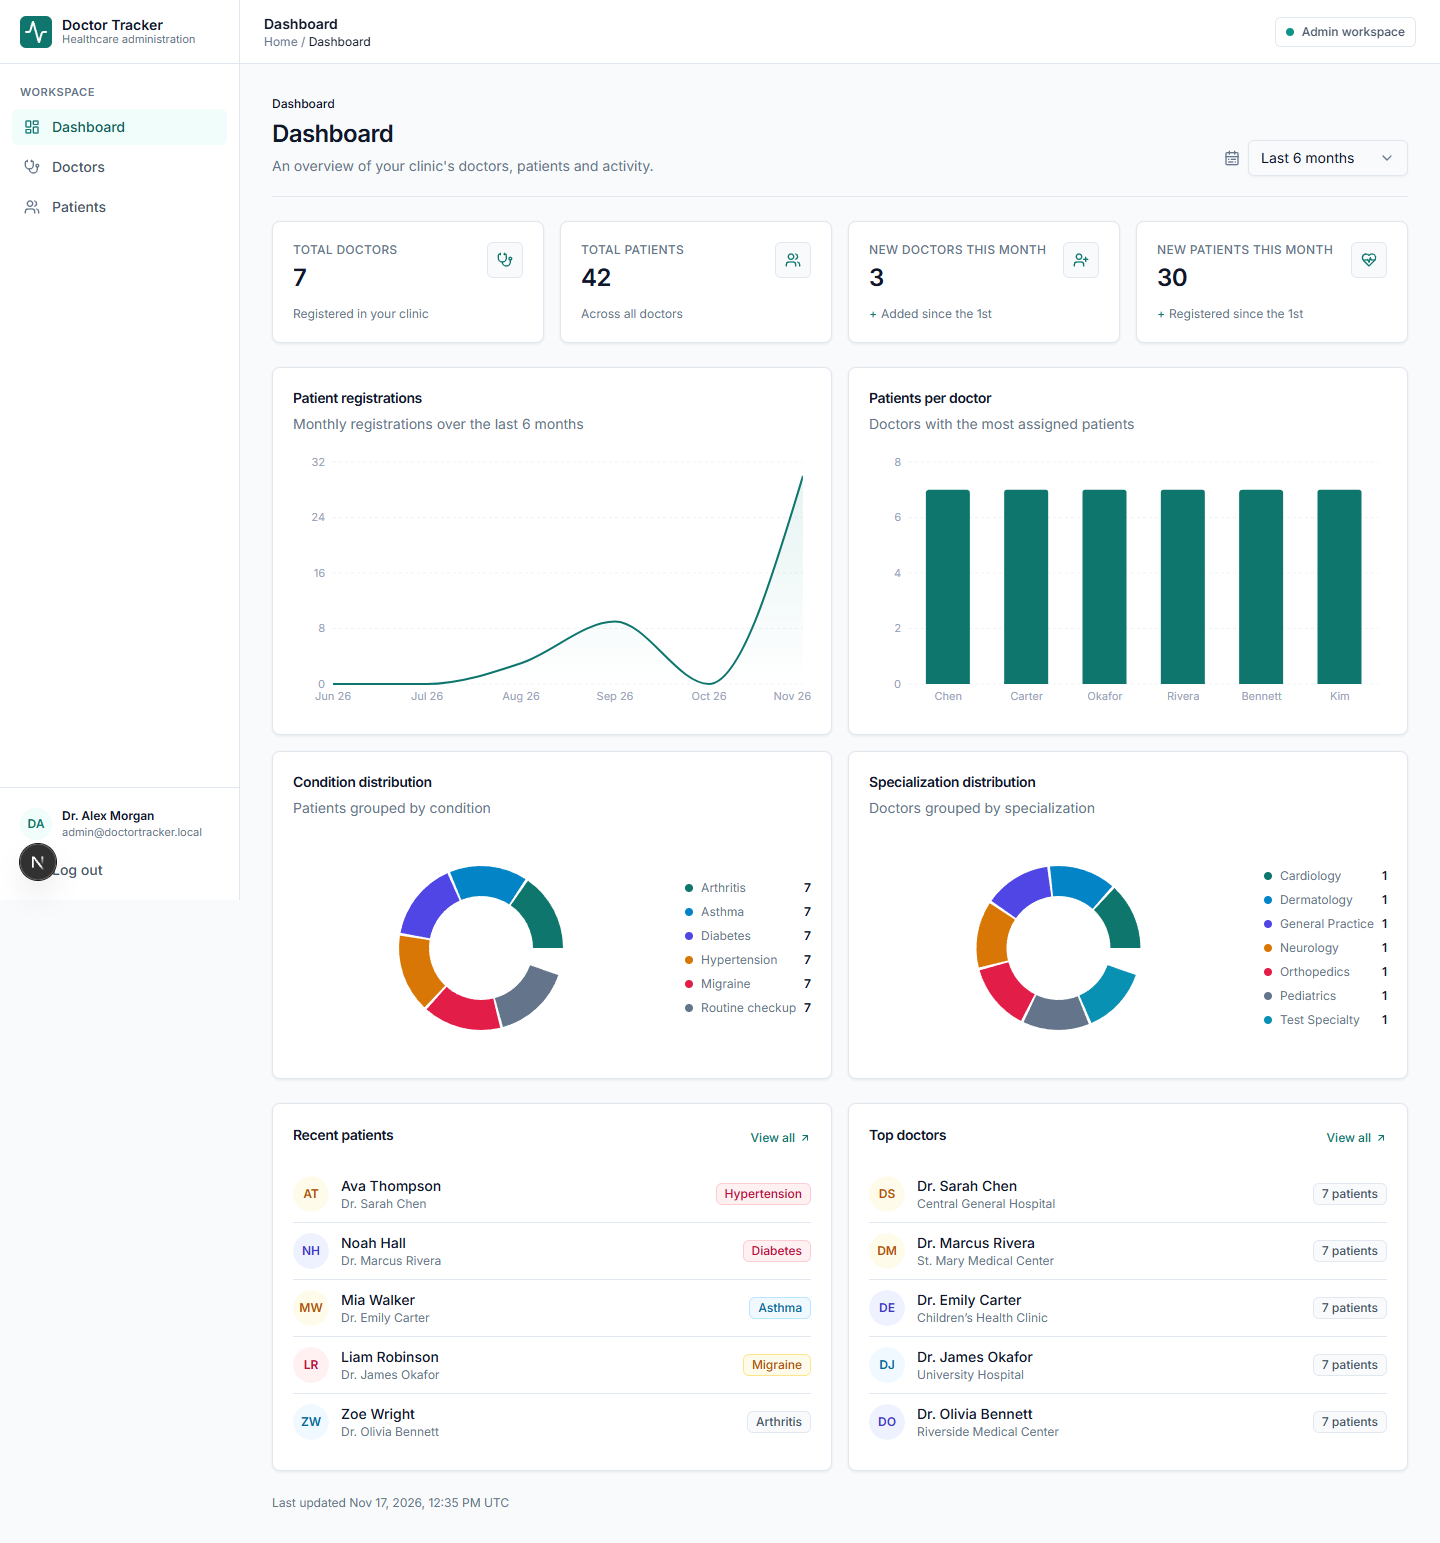 Doctor Tracker
Healthcare administration
Dashboard
Home / Dashboard
Admin workspace
WORKSPACE
Dashboard
Doctors
Patients
DA
Dr. Alex Morgan
admin@doctortracker.local
N
Log out
Dashboard
Dashboard
An overview of your clinic's doctors, patients and activity.
Last 6 months
TOTAL DOCTORS
7
Registered in your clinic
TOTAL PATIENTS
42
Across all doctors
NEW DOCTORS THIS MONTH
3
+ Added since the 1st
NEW PATIENTS THIS MONTH
30
+ Registered since the 1st
Patient registrations
Monthly registrations over the last 6 months
32
24
16
8
0
Jun 26 Jul 26 Aug 26 Sep 26 Oct 26 Nov 26
Patients per doctor
Doctors with the most assigned patients
8
6
4
2
0
Chen Carter Okafor Rivera Bennett Kim
Condition distribution
Patients grouped by condition
Arthritis 7
Asthma 7
Diabetes 7
Hypertension 7
Migraine 7
Routine checkup 7
Specialization distribution
Doctors grouped by specialization
Cardiology 1
Dermatology 1
General Practice 1
Neurology 1
Orthopedics 1
Pediatrics 1
Test Specialty 1
Recent patients
View all
AT
Ava Thompson
Dr. Sarah Chen
Hypertension
NH
Noah Hall
Dr. Marcus Rivera
Diabetes
MW
Mia Walker
Dr. Emily Carter
Asthma
LR
Liam Robinson
Dr. James Okafor
Migraine
ZW
Zoe Wright
Dr. Olivia Bennett
Arthritis
Top doctors
View all
DS
Dr. Sarah Chen
Central General Hospital
7 patients
DM
Dr. Marcus Rivera
St. Mary Medical Center
7 patients
DE
Dr. Emily Carter
Children's Health Clinic
7 patients
DJ
Dr. James Okafor
University Hospital
7 patients
DO
Dr. Olivia Bennett
Riverside Medical Center
7 patients
Last updated Nov 17, 2026, 12:35 PM UTC